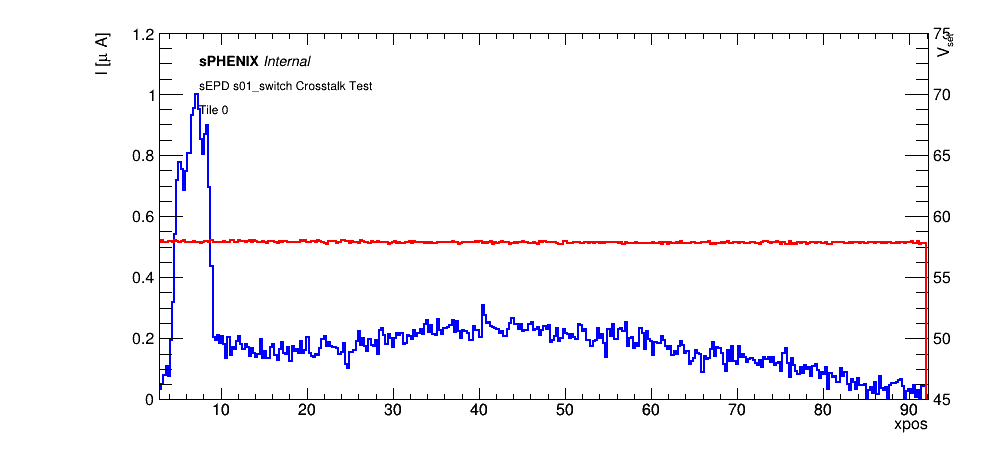 I [μ A]
1.2
1
0.8
0.6
0.4
0.2
0
sPHENIX Internal
sEPD s01_switch Crosstalk Test
Tile 0
75
70
65
60
55
50
45
V set
10 20 30 40 50 60 70 80 90
xpos